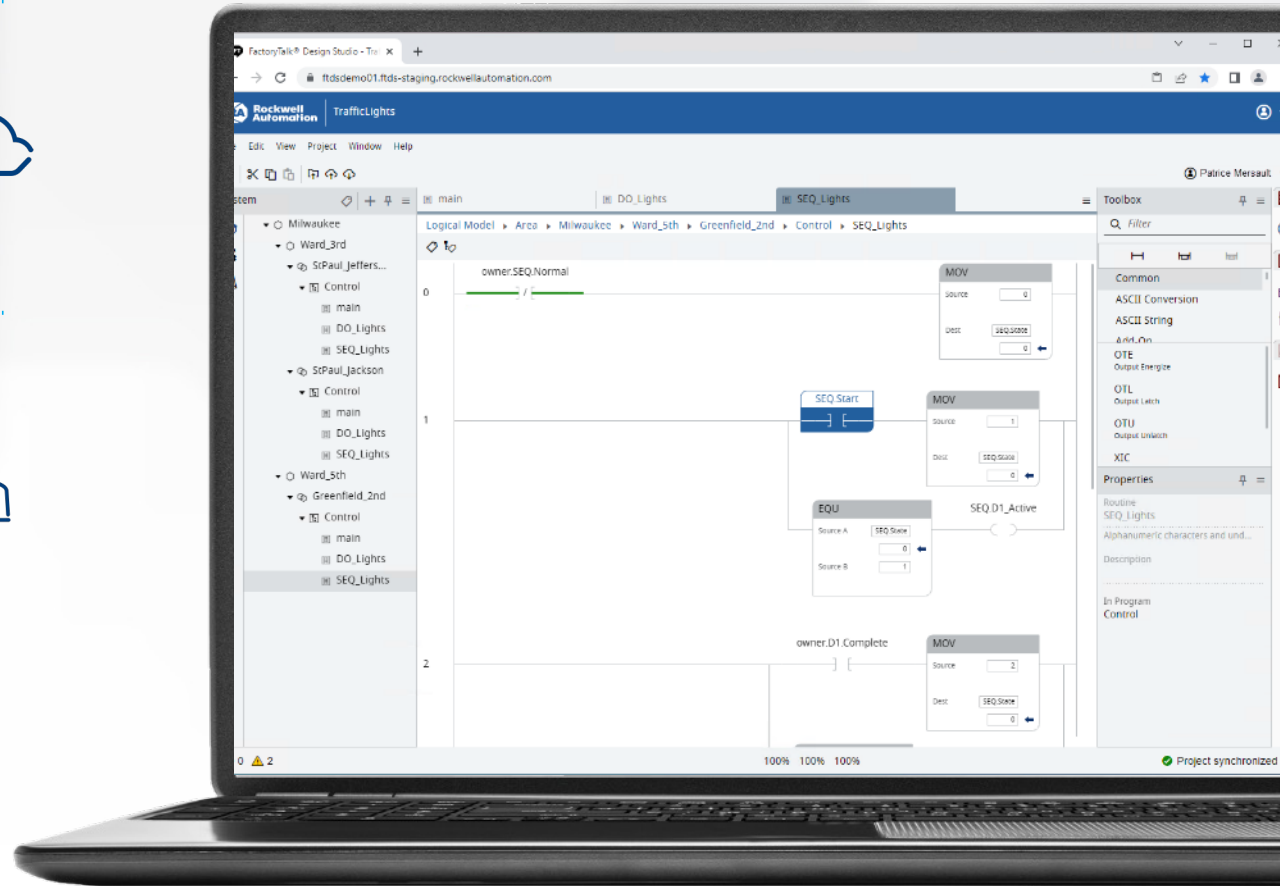 FactoryTalk® Design Studio - Tra
ftdsdemo01.ftds-staging.rockwellautomation.com
Rockwell Automation
TrafficLights
Edit View Project Window Help
Patrice Mersault
stem
Milwaukee
Ward_3rd
StPaul_Jeffers...
Control
main
DO_Lights
SEQ_Lights
StPaul_Jackson
Control
main
DO_Lights
SEQ_Lights
Ward_5th
Greenfield_2nd
Control
main
DO_Lights
SEQ_Lights
main
DO_Lights
SEQ_Lights
Logical Model Area Milwaukee Ward_5th Greenfield_2nd Control SEQ_Lights
0
owner.SEQ.Normal
MOV
Source 0
Dest SEQ.State
0
1
SEQ.Start
MOV
Source 1
Dest SEQ.State
0
EQU
Source A SEQ.State
0
Source B 1
SEQ.D1_Active
2
owner.D1.Complete
MOV
Source 2
Dest SEQ.State
0
Toolbox
Filter
Common
ASCII Conversion
ASCII String
Add-On
OTE
Output Energize
OTL
Output Latch
OTU
Output Unlatch
XIC
Properties
Routine
SEQ_Lights
Alphanumeric characters and und...
Description
In Program
Control
0 2
100% 100% 100%
Project synchronized